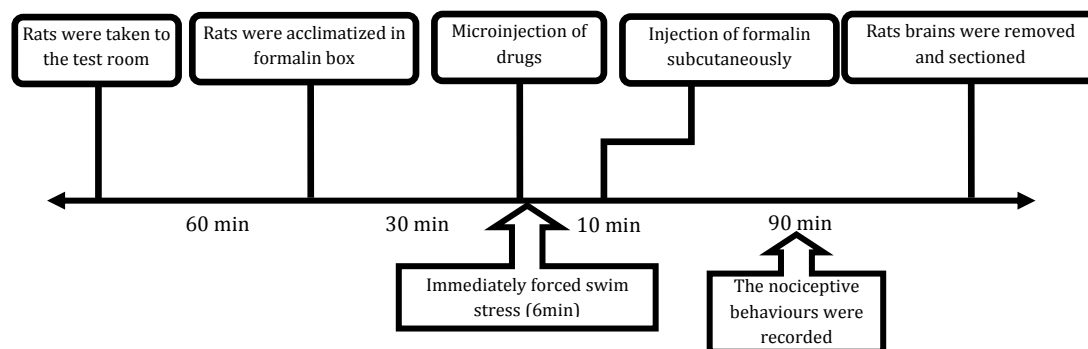 Rats were taken to
the test room
Rats were acclimatized in
formalin box
Microinjection of
drugs
Injection of formalin
subcutaneously
Rats brains were removed
and sectioned
60 min
30 min
10 min
90 min
Immediately forced swim
stress (6min)
The nociceptive
behaviours were
recorded